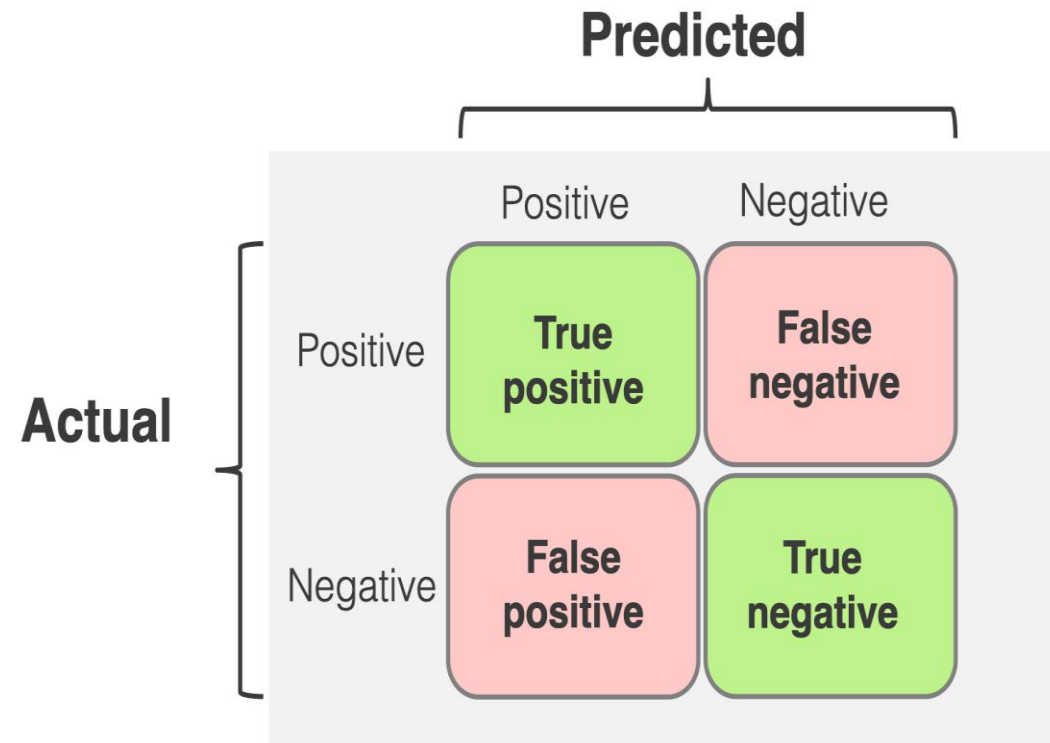 Predicted
Positive Negative
Positive
True
positive
False
negative
Actual
Negative
False
positive
True
negative